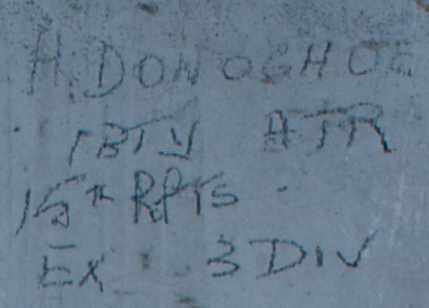 H. DONOGHOE
1 BTY ATR
15TH RPTS
EX 3 DIV